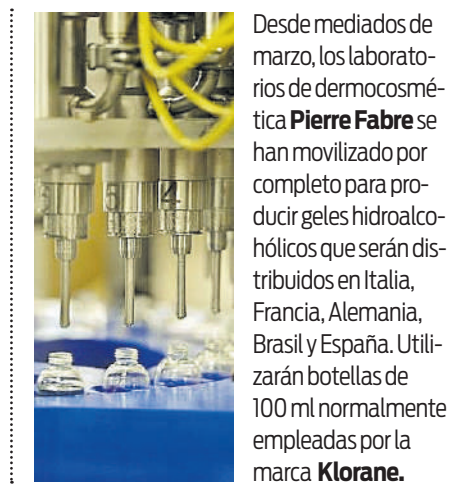 Desde mediados de
marzo, los laborato-
rios de dermocosmé-
tica Pierre Fabre se
han movilizado por
completo para pro-
ducir geles hidroalco-
hólicos que serán dis-
tribuidos en Italia,
Francia, Alemania,
Brasil y España. Utili-
zarán botellas de
100 ml normalmente
empleadas por la
marca Klorane.
5
4